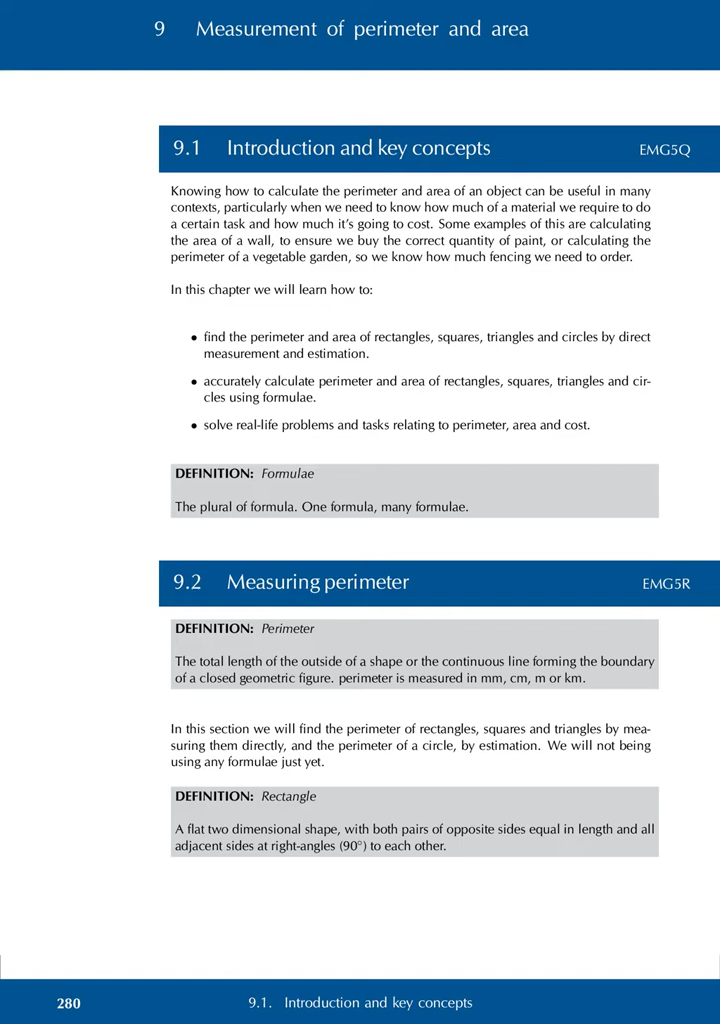 9 Measurement of perimeter and area
9.1 Introduction and key concepts EMG5Q
Knowing how to calculate the perimeter and area of an object can be useful in many
contexts, particularly when we need to know how much of a material we require to do
a certain task and how much it's going to cost. Some examples of this are calculating
the area of a wall, to ensure we buy the correct quantity of paint, or calculating the
perimeter of a vegetable garden, so we know how much fencing we need to order.
In this chapter we will learn how to:
• find the perimeter and area of rectangles, squares, triangles and circles by direct
measurement and estimation.
• accurately calculate perimeter and area of rectangles, squares, triangles and cir-
cles using formulae.
• solve real-life problems and tasks relating to perimeter, area and cost.
DEFINITION: Formulae
The plural of formula. One formula, many formulae.
9.2 Measuring perimeter EMG5R
DEFINITION: Perimeter
The total length of the outside of a shape or the continuous line forming the boundary
of a closed geometric figure. perimeter is measured in mm, cm, m or km.
In this section we will find the perimeter of rectangles, squares and triangles by mea-
suring them directly, and the perimeter of a circle, by estimation. We will not being
using any formulae just yet.
DEFINITION: Rectangle
A flat two dimensional shape, with both pairs of opposite sides equal in length and all
adjacent sides at right-angles (90°) to each other.
280 9.1. Introduction and key concepts